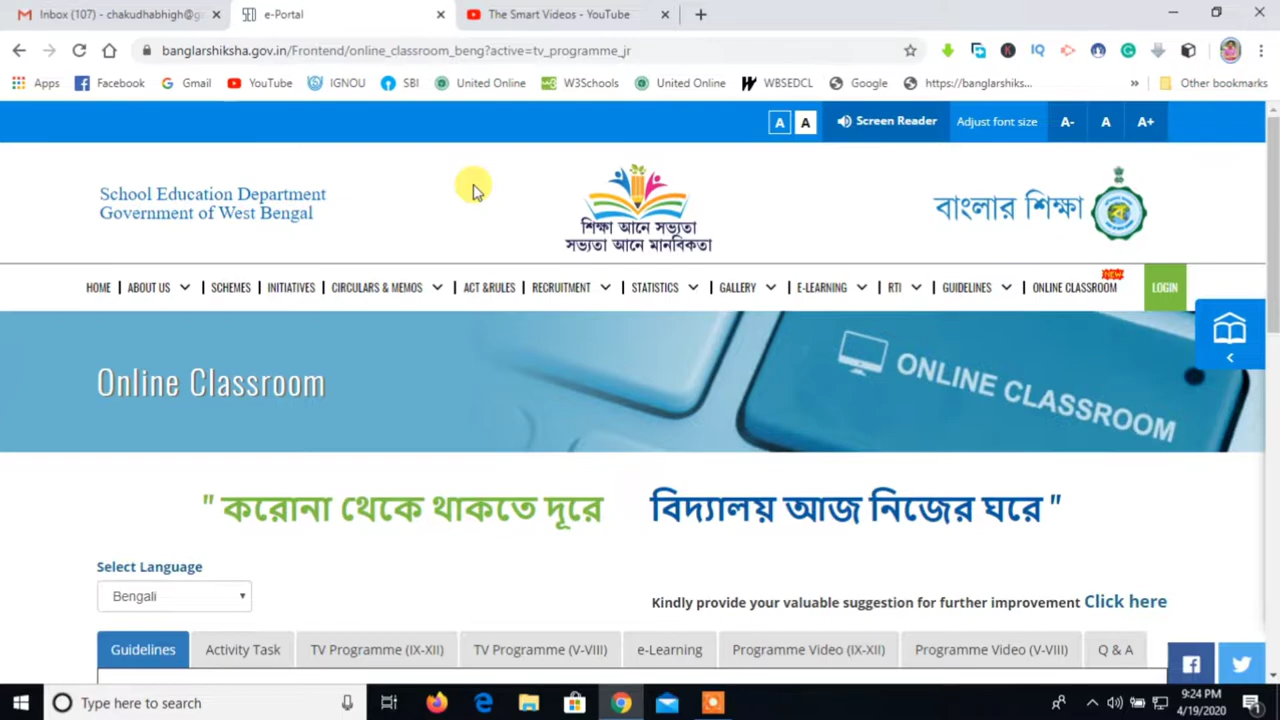 Inbox (107) - chakudhabhigh@g
e-Portal
The Smart Videos - YouTube
banglarshiksha.gov.in/Frontend/online_classroom_beng?active=tv_programme_jr
Apps Facebook Gmail YouTube IGNOU SBI United Online W3Schools United Online WBSEDCL Google https://banglarshiks... » Other bookmarks
A A Screen Reader Adjust font size A- A A+
School Education Department
Government of West Bengal
শিক্ষা আনে সভ্যতা
সভ্যতা আনে মানবিকতা
বাংলার শিক্ষা
NEW
HOME ABOUT US SCHEMES INITIATIVES CIRCULARS & MEMOS ACT &RULES RECRUITMENT STATISTICS GALLERY E-LEARNING RTI GUIDELINES ONLINE CLASSROOM LOGIN
Online Classroom
ONLINE CLASSROOM
" করোনা থেকে থাকতে দূরে বিদ্যালয় আজ নিজের ঘরে "
Select Language
Bengali
Kindly provide your valuable suggestion for further improvement Click here
Guidelines Activity Task TV Programme (IX-XII) TV Programme (V-VIII) e-Learning Programme Video (IX-XII) Programme Video (V-VIII) Q & A
Type here to search
9:24 PM
4/19/2020